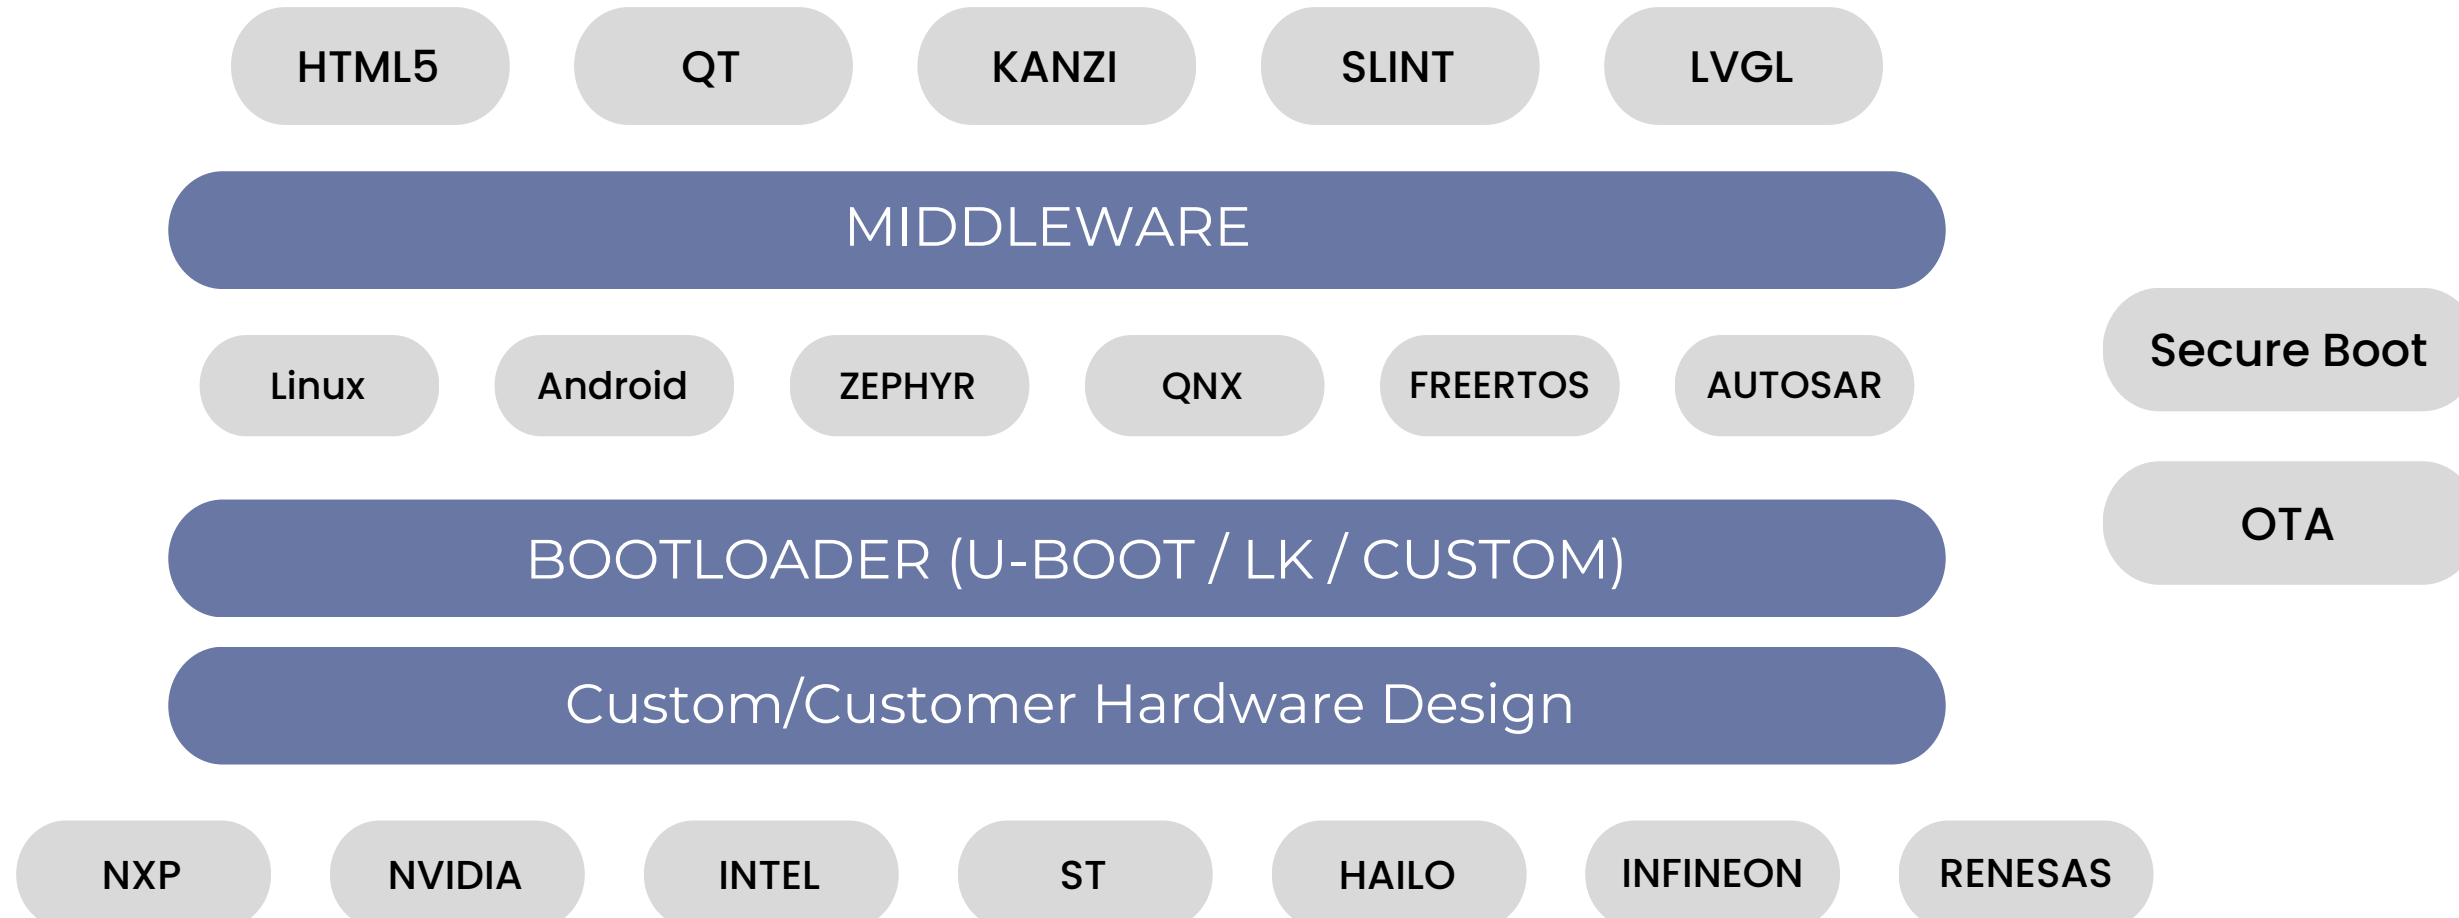 HTML5 QT KANZI SLINT LVGL
MIDDLEWARE
Linux Android ZEPHYR QNX FREERTOS AUTOSAR
Secure Boot
OTA
BOOTLOADER (U-BOOT / LK / CUSTOM)
Custom/Customer Hardware Design
NXP NVIDIA INTEL ST HAILO INFINEON RENESAS